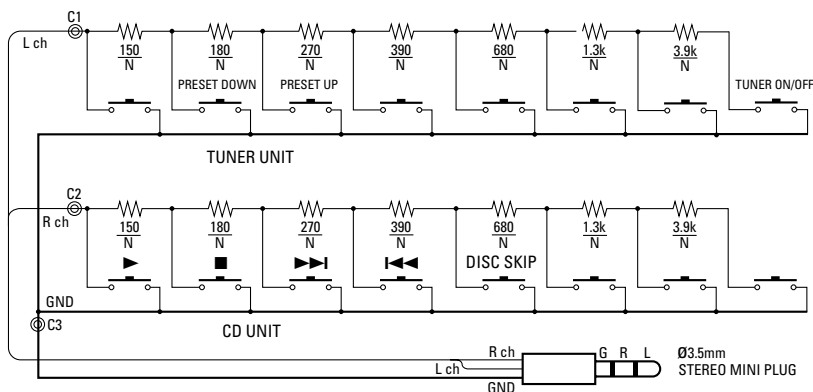 C1
L ch
150 180 270 390 680 1.3k 3.9k
N N N N N N N
PRESET DOWN PRESET UP TUNER ON/OFF
TUNER UNIT
C2
R ch
150 180 270 390 680 1.3k 3.9k
N N N N N N N
DISC SKIP
GND
C3
CD UNIT
R ch G R L Ø3.5mm
L ch STEREO MINI PLUG
GND